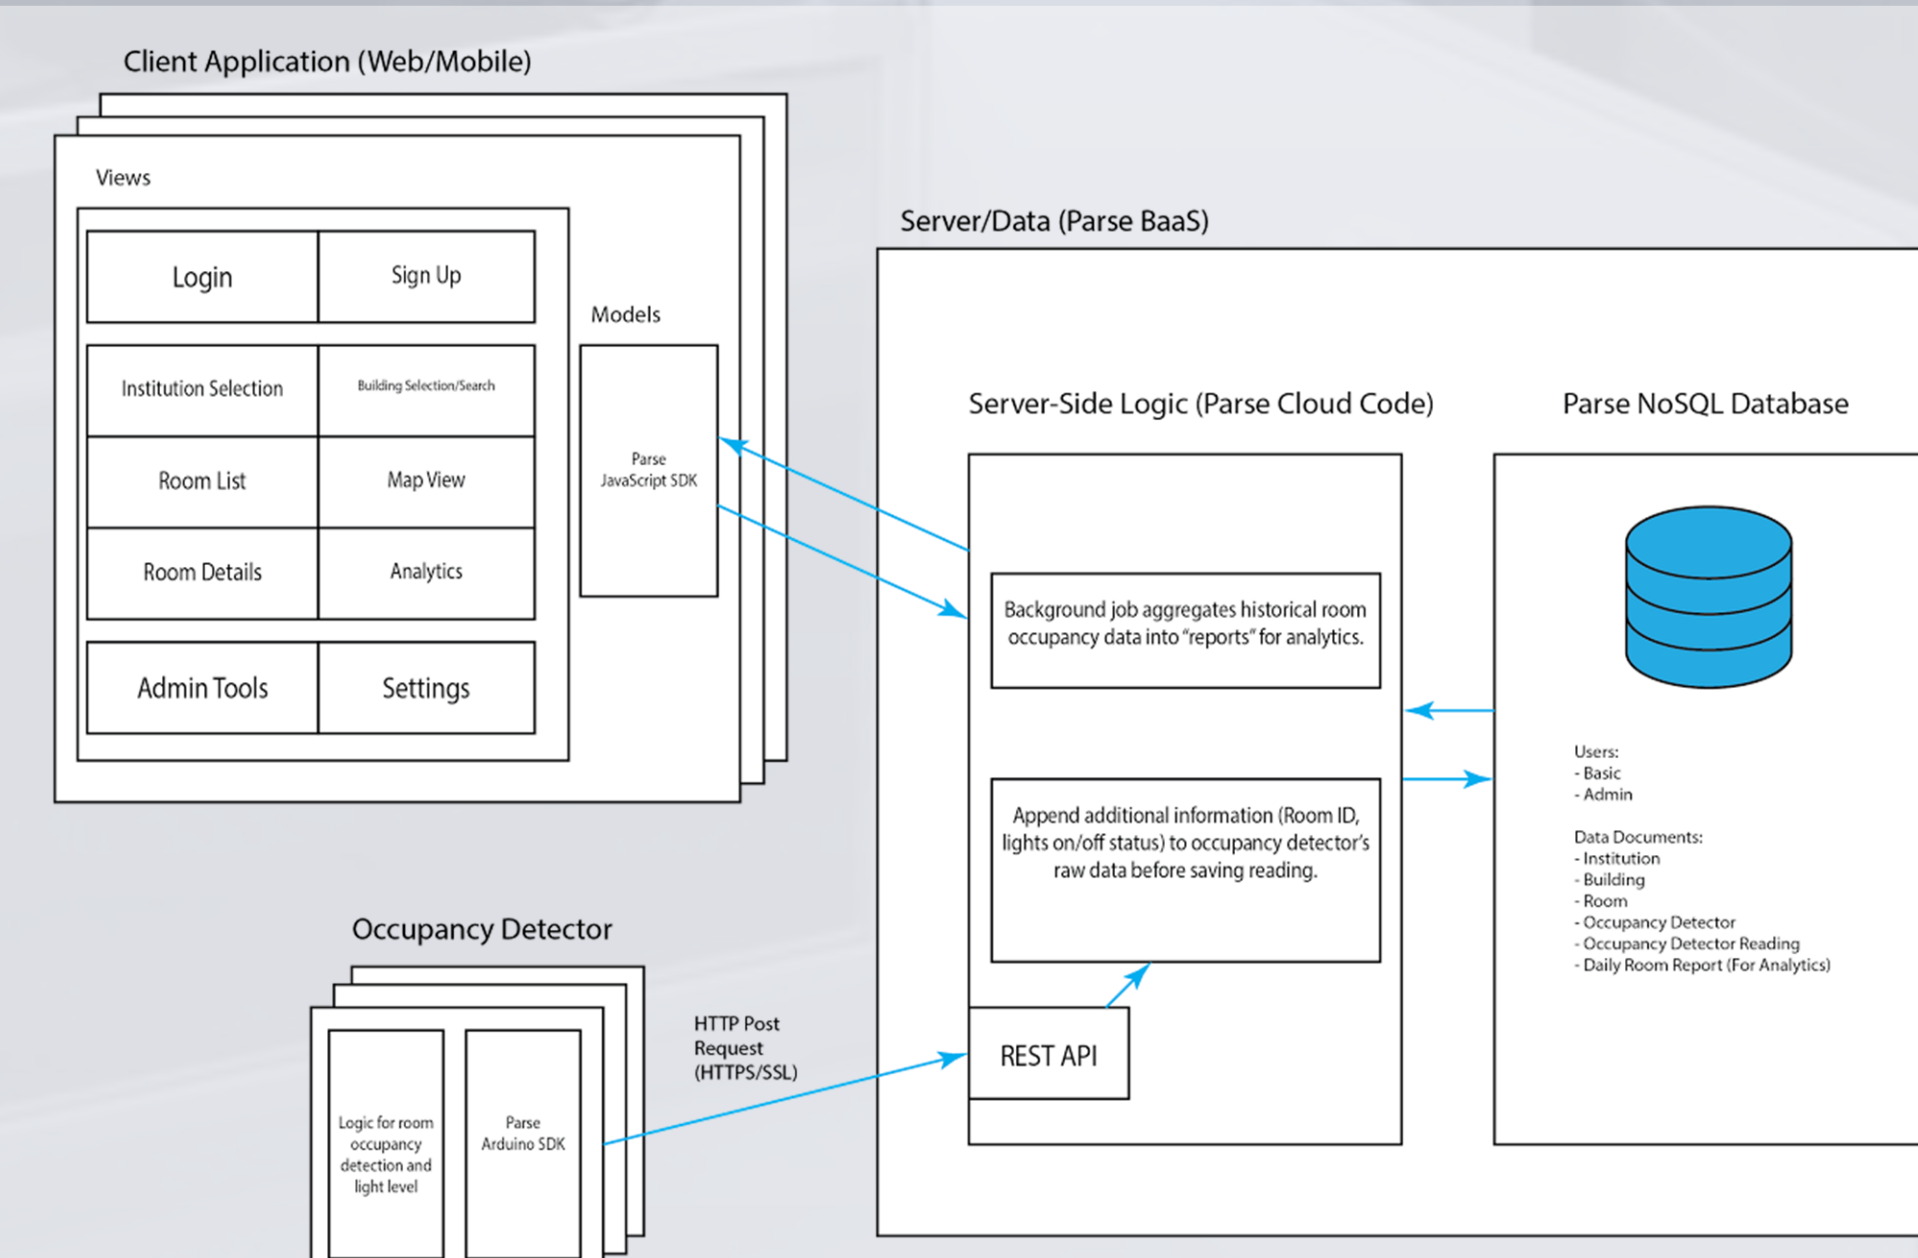 Client Application (Web/Mobile)
Views
Login
Sign Up
Institution Selection
Building Selection/Search
Room List
Map View
Room Details
Analytics
Admin Tools
Settings
Models
Parse
JavaScript SDK
Server/Data (Parse BaaS)
Server-Side Logic (Parse Cloud Code)
Background job aggregates historical room
occupancy data into “reports” for analytics.
Append additional information (Room ID,
lights on/off status) to occupancy detector’s
raw data before saving reading.
REST API
Parse NoSQL Database
Users:
- Basic
- Admin
Data Documents:
- Institution
- Building
- Room
- Occupancy Detector
- Occupancy Detector Reading
- Daily Room Report (For Analytics)
Occupancy Detector
Logic for room
occupancy
detection and
light level
Parse
Arduino SDK
HTTP Post
Request
(HTTPS/SSL)